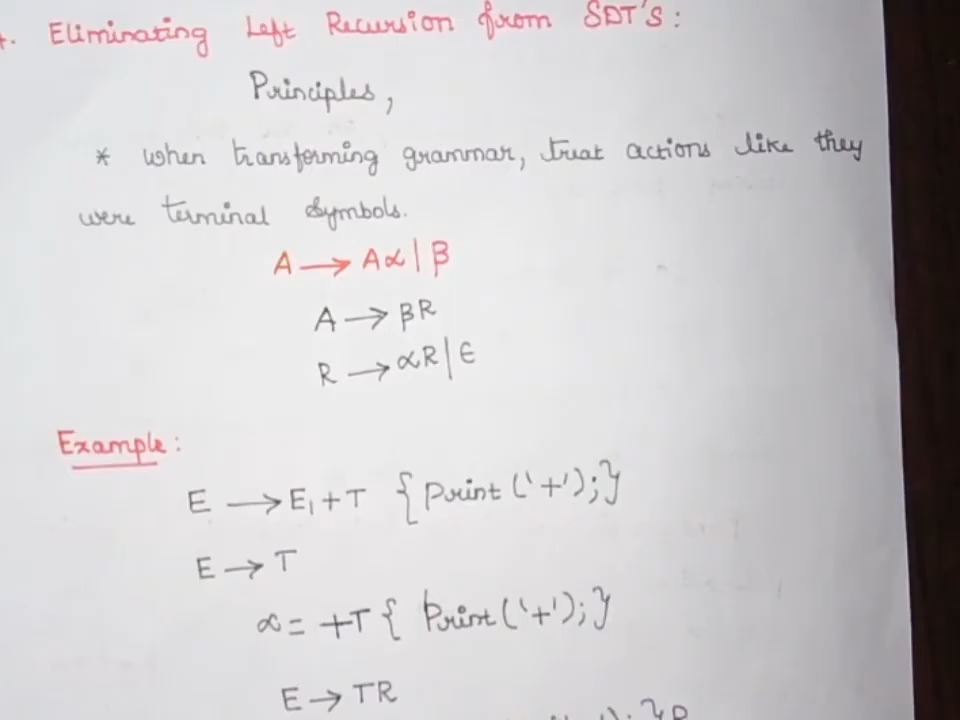 4. Eliminating Left Recursion from SDT'S :
Principles,
* when transforming grammar, treat actions like they
were terminal symbols.
A → Aα | β
A → βR
R → αR | ∈
Example :
E → E₁ + T { Print ('+'); }
E → T
α = +T { Print ('+'); }
E → TR
); }R